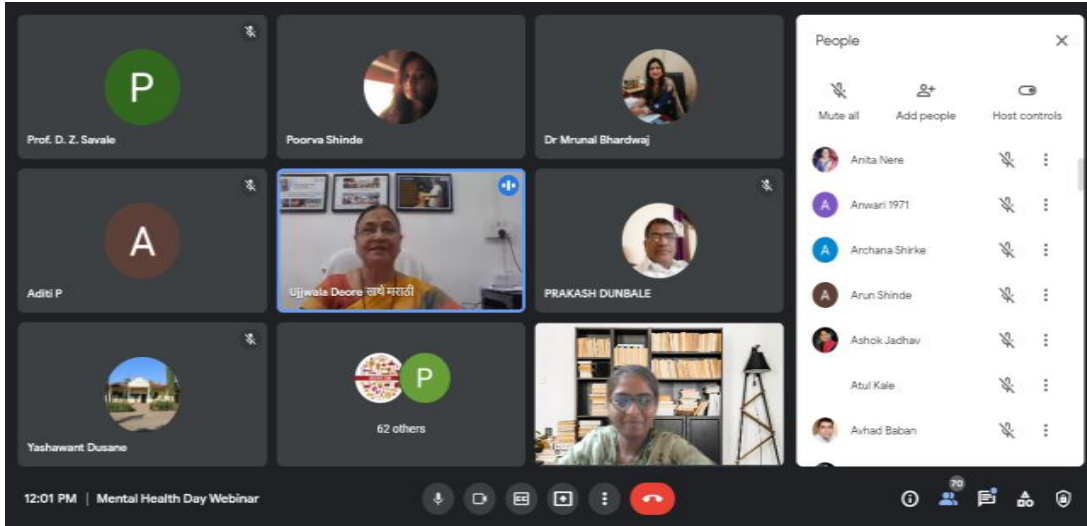 P
Prof. D. Z. Savale
Poorva Shinde
Dr Mrunal Bhardwaj
A
Aditi P
Ujjwala Deore सार्थ मराठी
PRAKASH DUNBALE
Yashawant Dusane
P
62 others
People
Mute all
Add people
Host controls
Anita Nere
A
Anwari 1971
A
Archana Shirke
A
Arun Shinde
Ashok Jadhav
Atul Kale
Avhad Baban
12:01 PM | Mental Health Day Webinar
CC
70